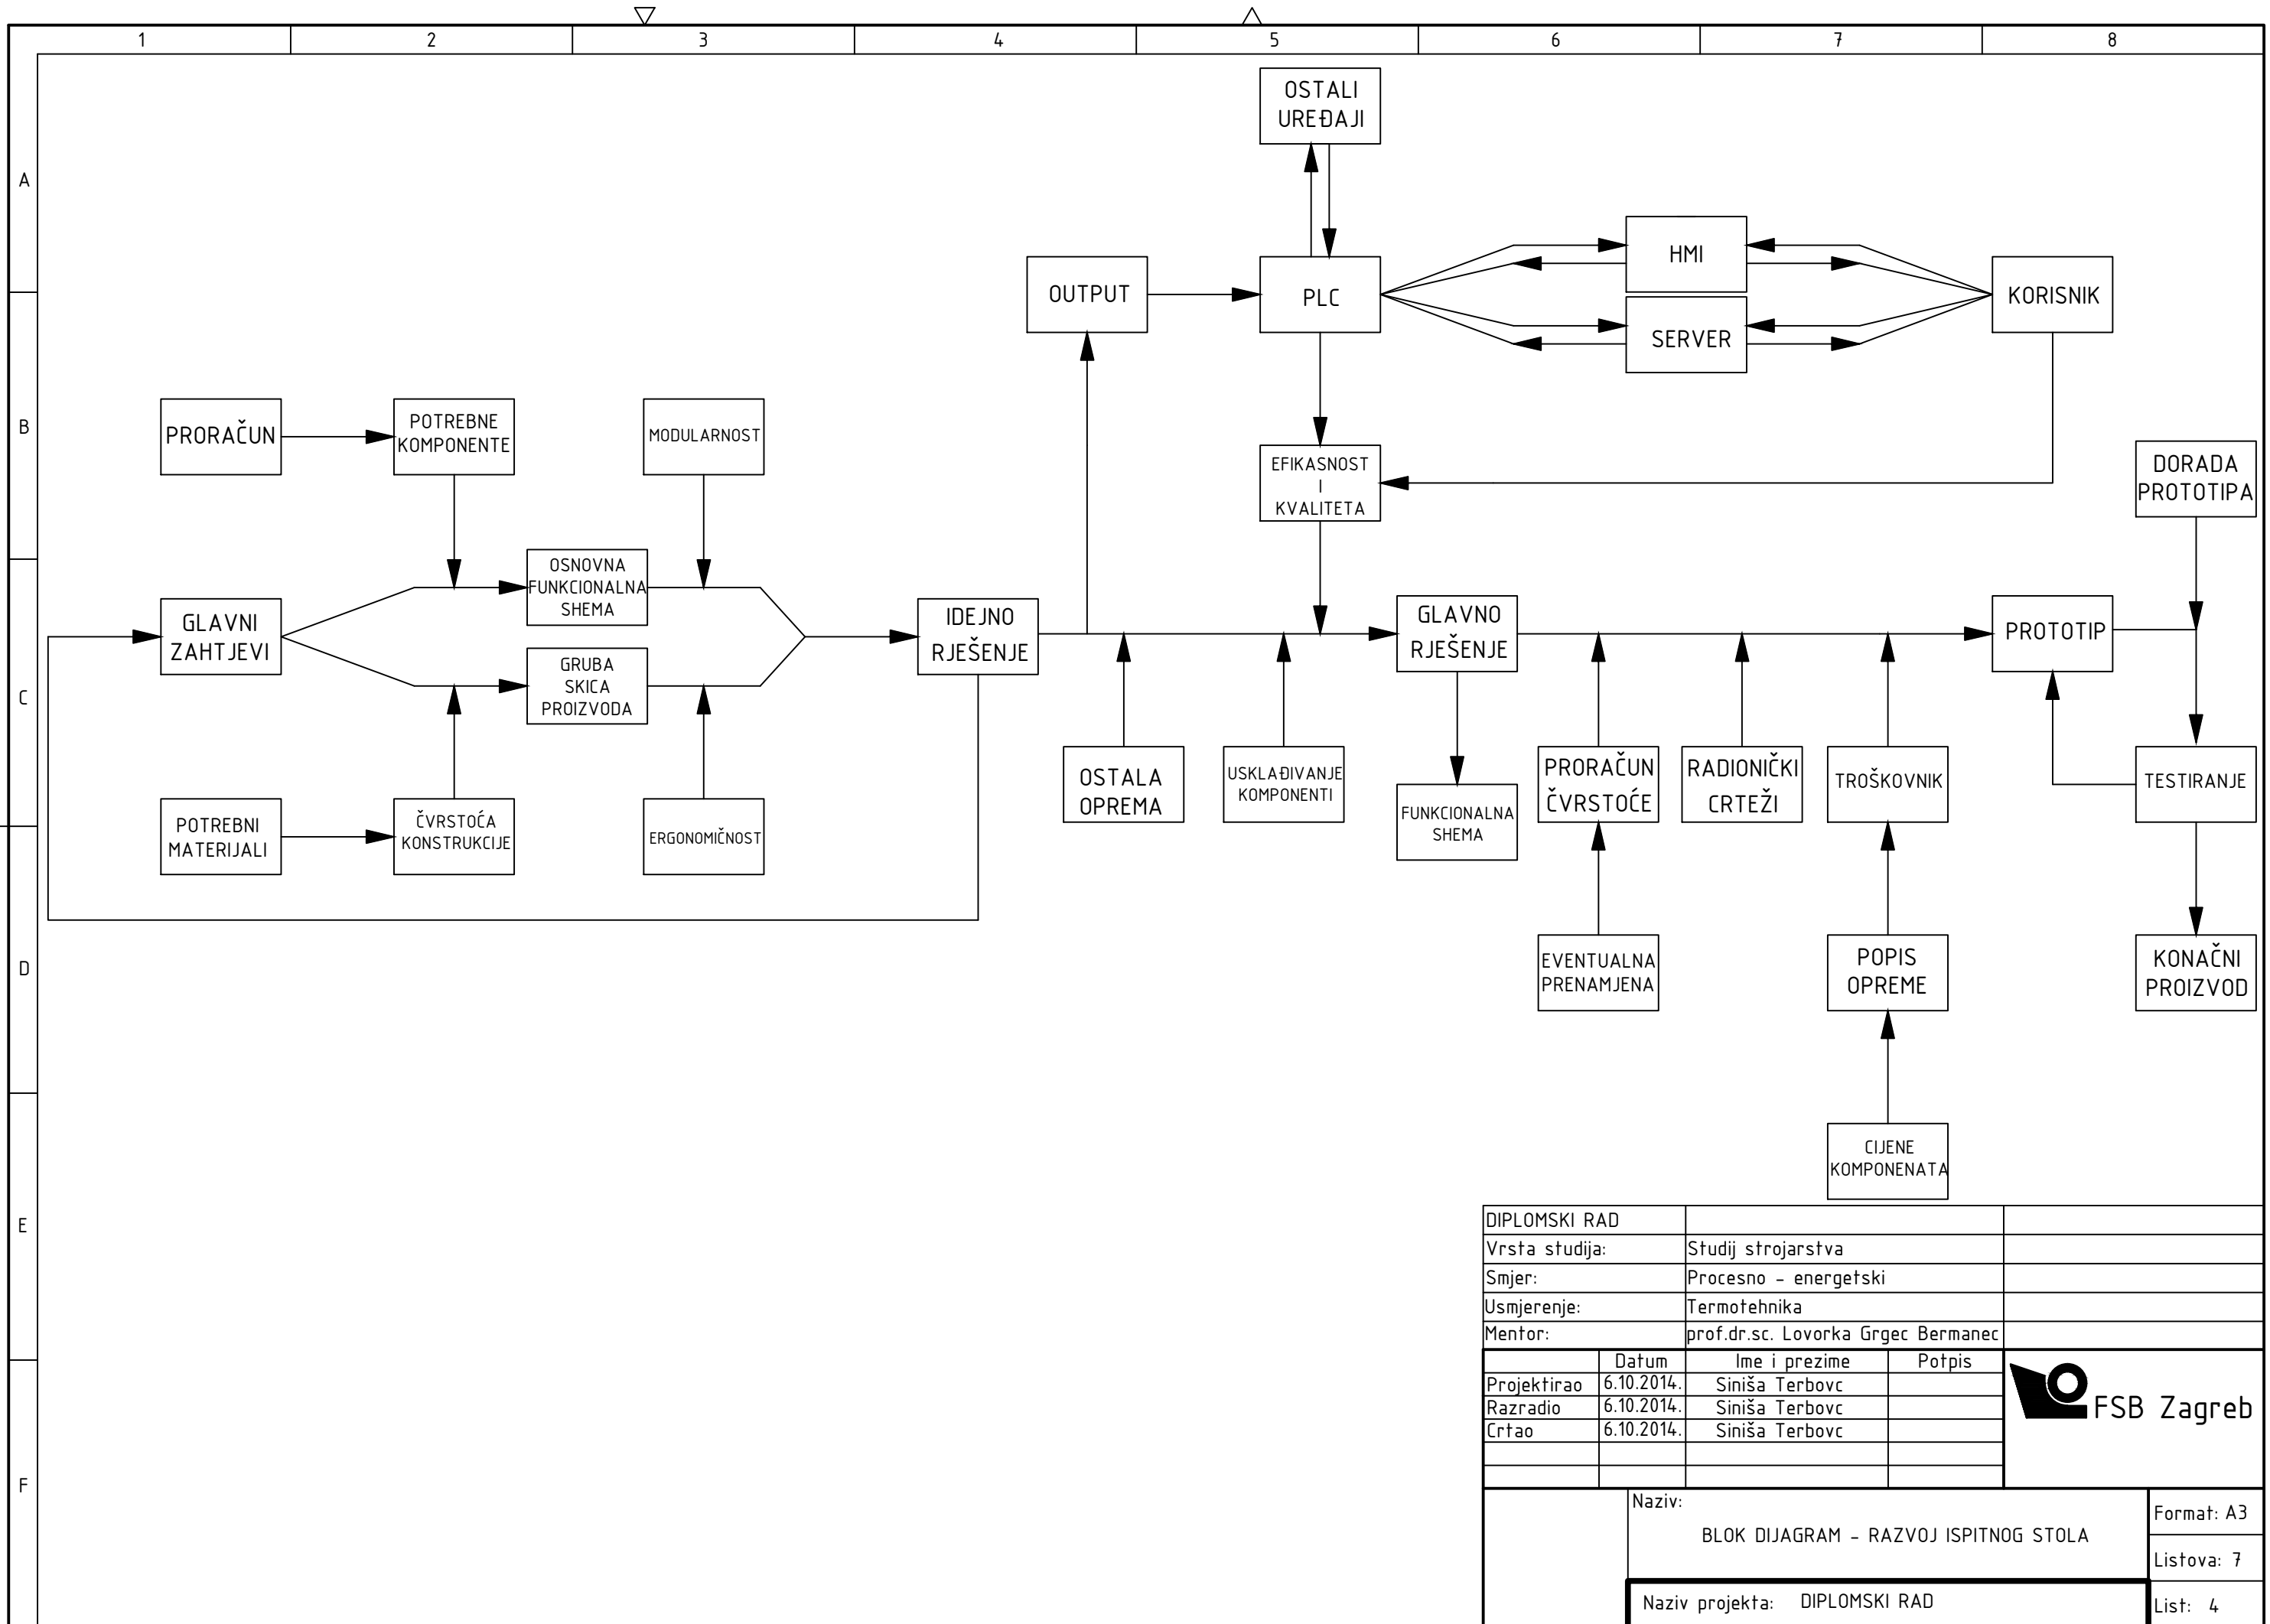 1 2 3 4 5 6 7 8
A
B
C
D
E
F
OSTALI
UREĐAJI
OUTPUT
PLC
HMI
SERVER
KORISNIK
PRORAČUN
POTREBNE
KOMPONENTE
MODULARNOST
EFIKASNOST
I
KVALITETA
DORADA
PROTOTIPA
OSNOVNA
FUNKCIONALNA
SHEMA
GLAVNI
ZAHTJEVI
GRUBA
SKICA
PROIZVODA
IDEJNO
RJEŠENJE
GLAVNO
RJEŠENJE
PROTOTIP
POTREBNI
MATERIJALI
ČVRSTOĆA
KONSTRUKCIJE
ERGONOMIČNOST
OSTALA
OPREMA
USKLAĐIVANJE
KOMPONENTI
FUNKCIONALNA
SHEMA
PRORAČUN
ČVRSTOĆE
RADIONIČKI
CRTEŽI
TROŠKOVNIK
TESTIRANJE
EVENTUALNA
PRENAMJENA
POPIS
OPREME
KONAČNI
PROIZVOD
CIJENE
KOMPONENATA
DIPLOMSKI RAD
Vrsta studija: Studij strojarstva
Smjer: Procesno - energetski
Usmjerenje: Termotehnika
Mentor: prof.dr.sc. Lovorka Grgec Bermanec
Datum Ime i prezime Potpis
Projektirao 6.10.2014. Siniša Terbovc
Razradio 6.10.2014. Siniša Terbovc
Crtao 6.10.2014. Siniša Terbovc
FSB Zagreb
Naziv:
BLOK DIJAGRAM - RAZVOJ ISPITNOG STOLA
Format: A3
Listova: 7
Naziv projekta: DIPLOMSKI RAD
List: 4